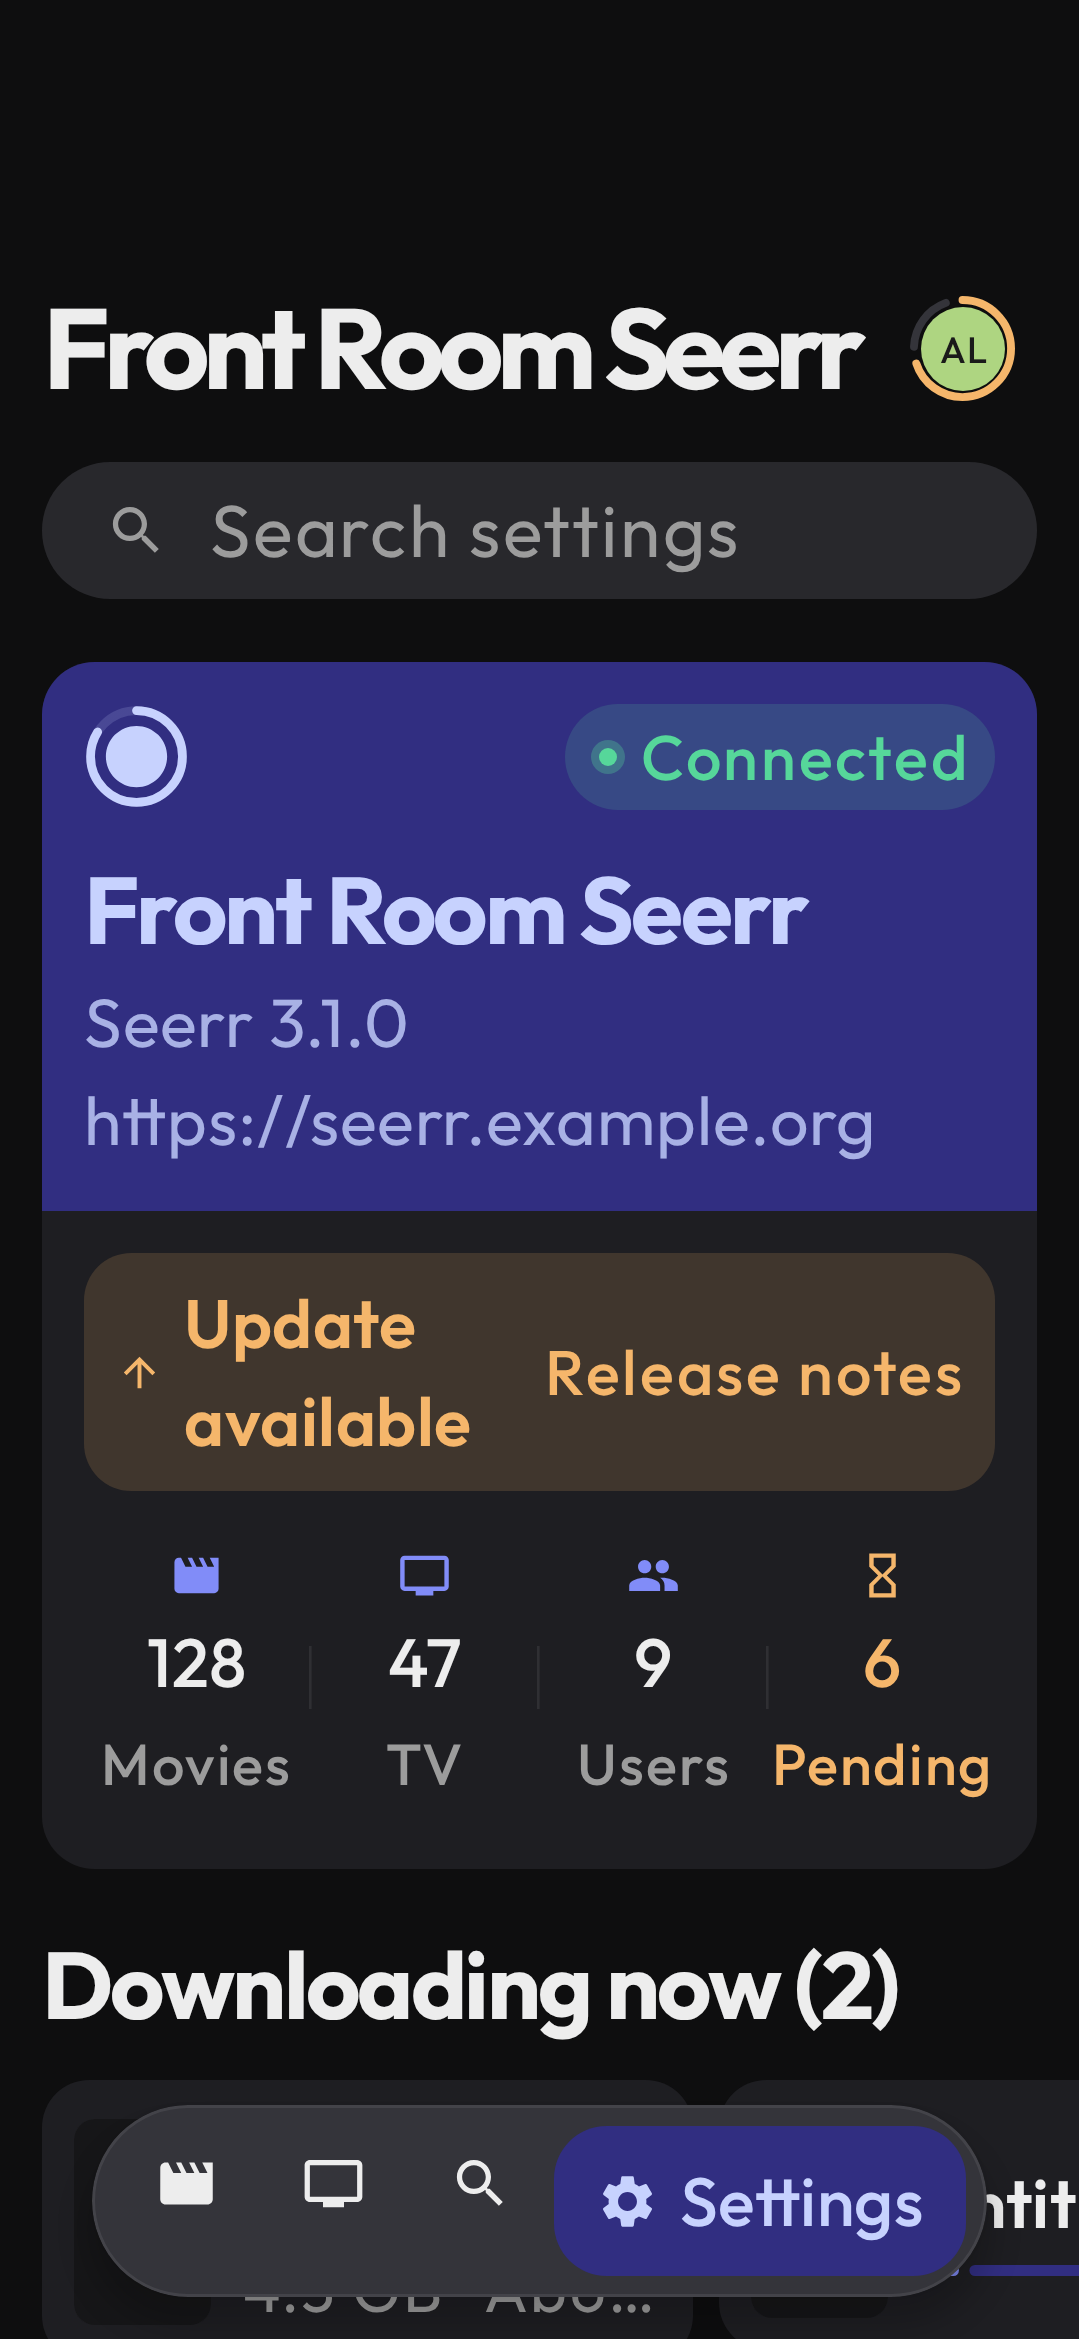 Front Room Seerr
AL
Search settings
Connected
Front Room Seerr
Seerr 3.1.0
https://seerr.example.org
Update
available
Release notes
128
47
9
6
Movies
TV
Users
Pending
Downloading now (2)
Settings